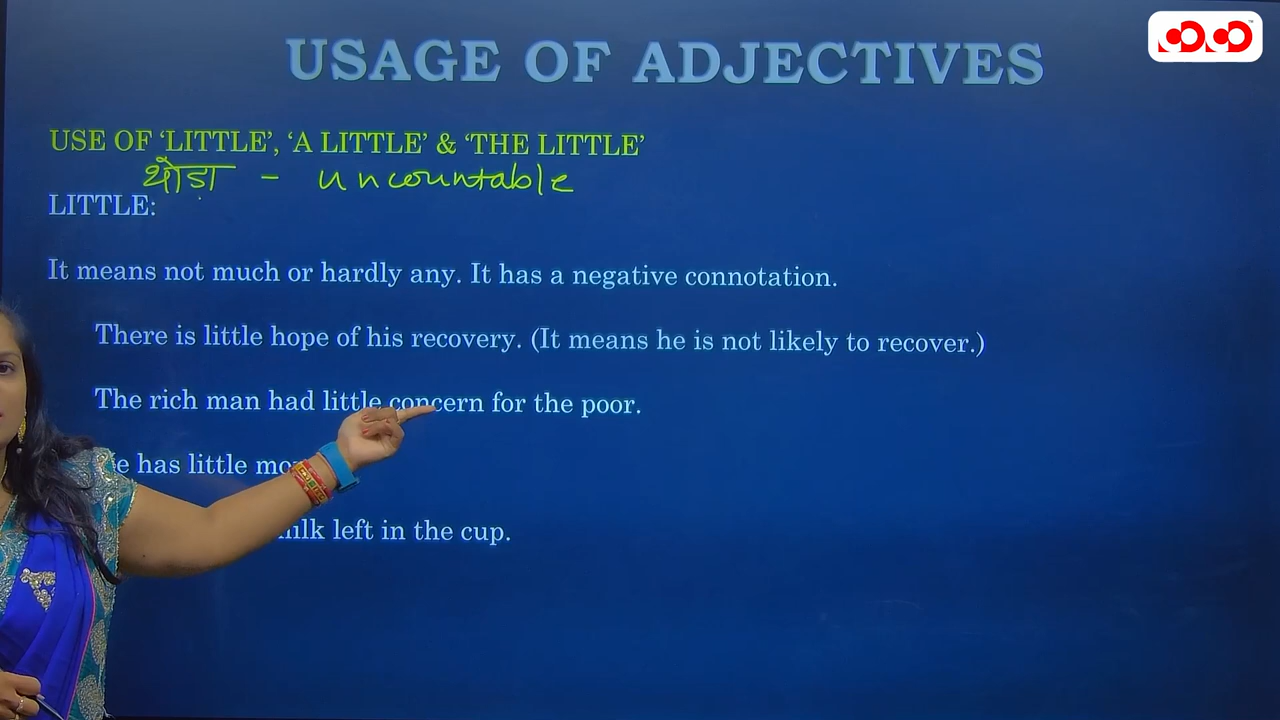 USAGE OF ADJECTIVES
USE OF ‘LITTLE’, ‘A LITTLE’ & ‘THE LITTLE’
थोडा - uncountable
LITTLE:
It means not much or hardly any. It has a negative connotation.
There is little hope of his recovery. (It means he is not likely to recover.)
The rich man had little concern for the poor.
has little
left in the cup.